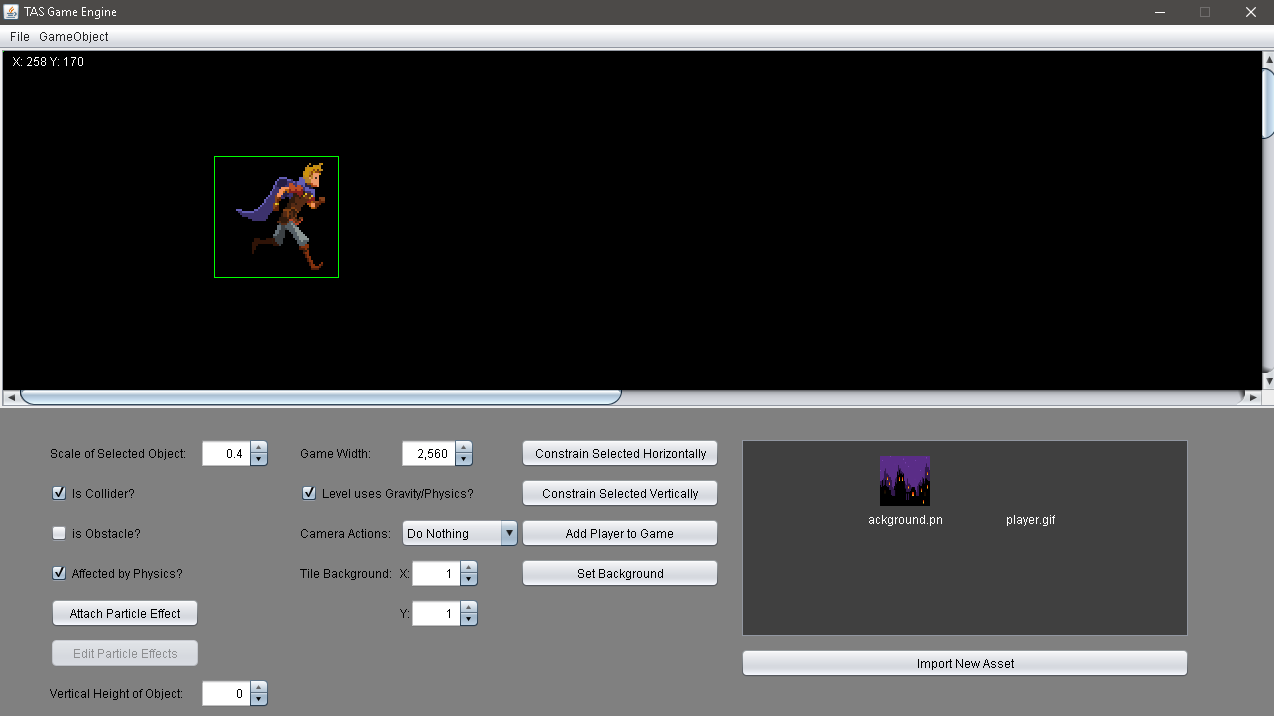 TAS Game Engine
File GameObject
X: 258 Y: 170
Scale of Selected Object: 0.4 Game Width: 2,560 Constrain Selected Horizontally
Is Collider? Level uses Gravity/Physics? Constrain Selected Vertically
is Obstacle? Camera Actions: Do Nothing Add Player to Game
Affected by Physics? Tile Background: X: 1 Set Background
Attach Particle Effect Y: 1
Edit Particle Effects
Vertical Height of Object: 0
ackground.pn player.gif
Import New Asset